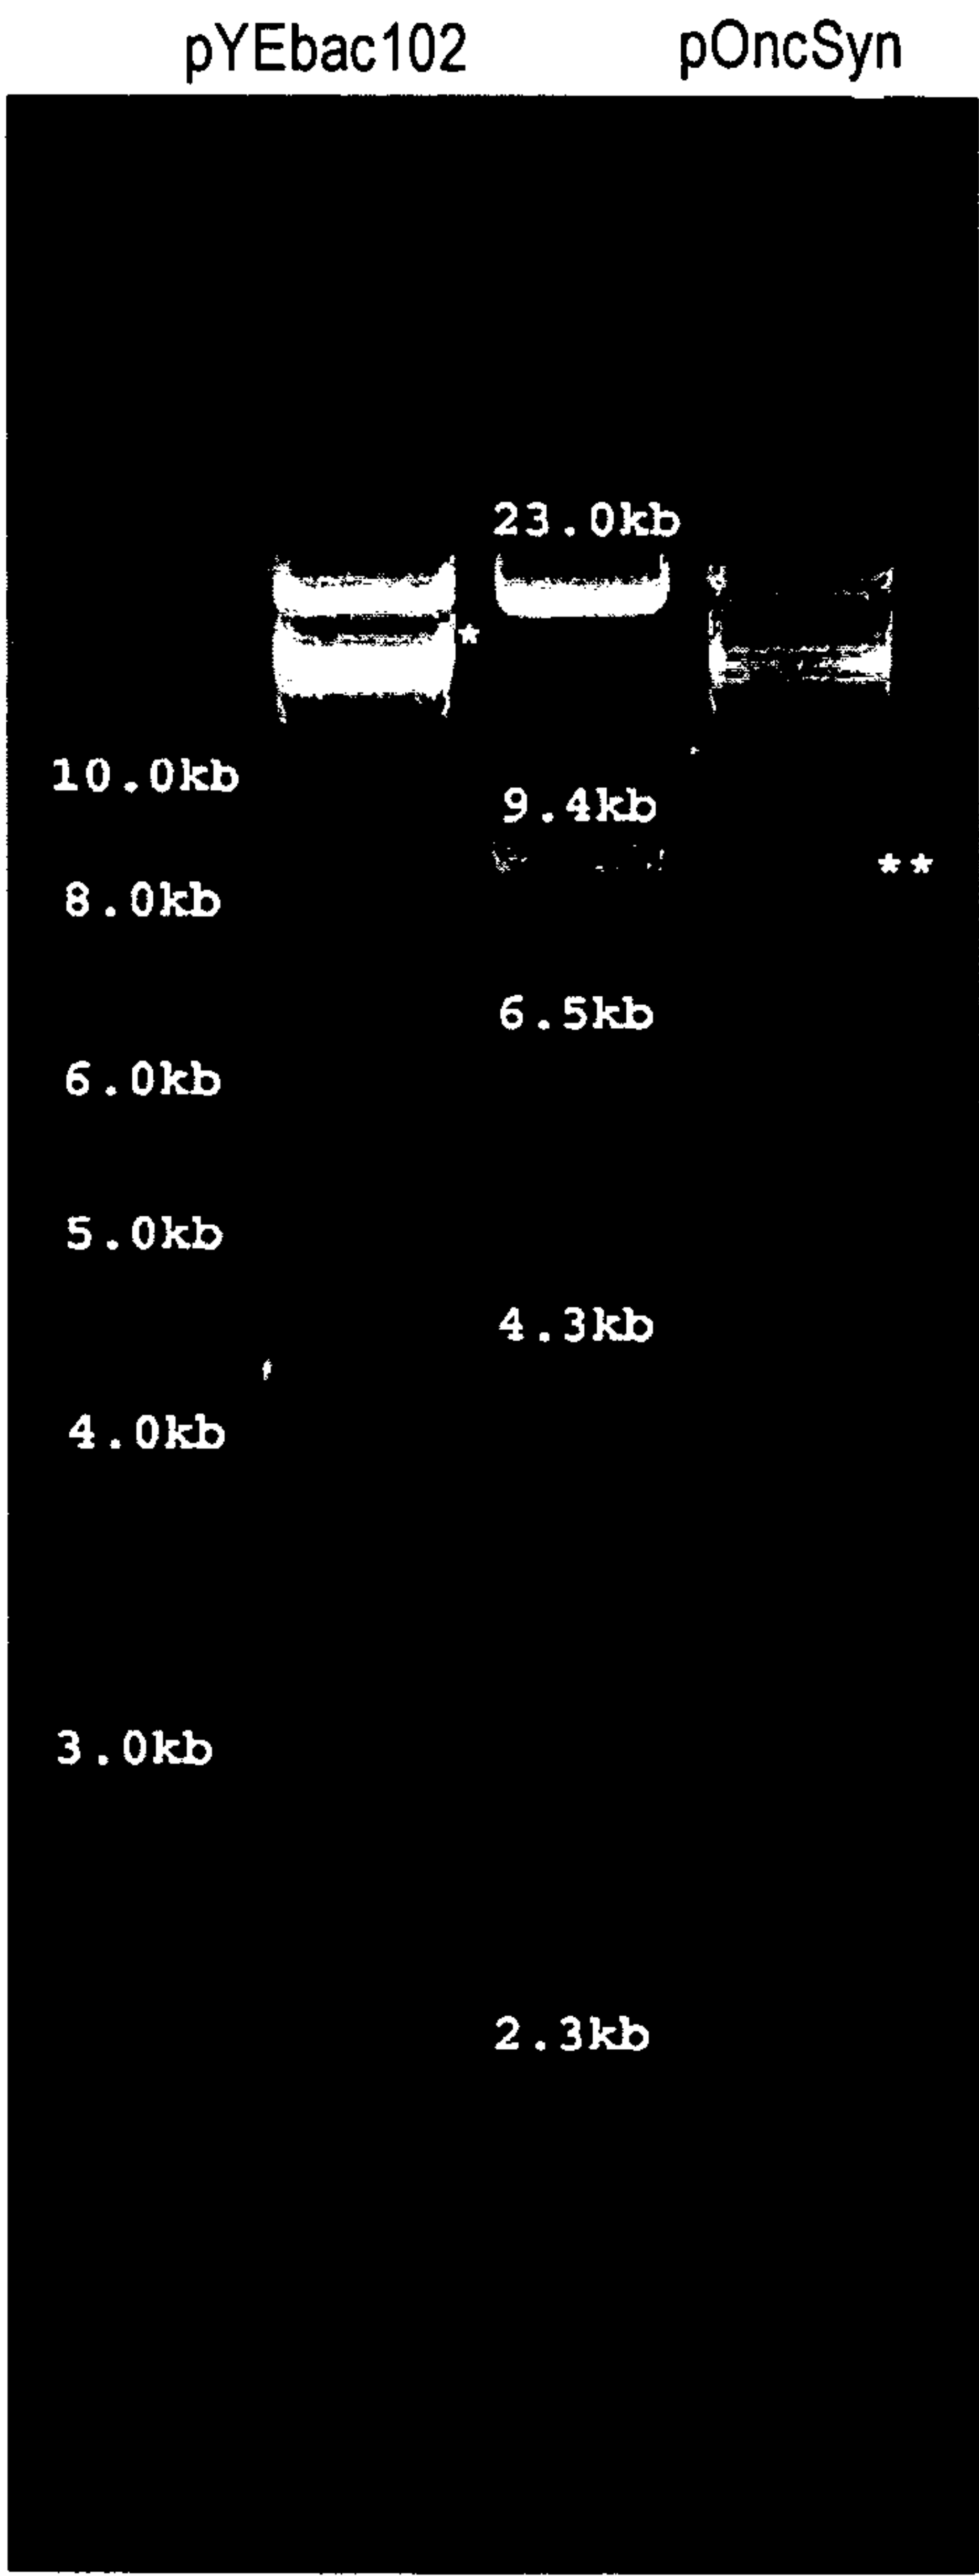 pYEbac102 pOncSyn
23.0kb
*
10.0kb
9.4kb
**
8.0kb
6.5kb
6.0kb
5.0kb
4.3kb
4.0kb
3.0kb
2.3kb